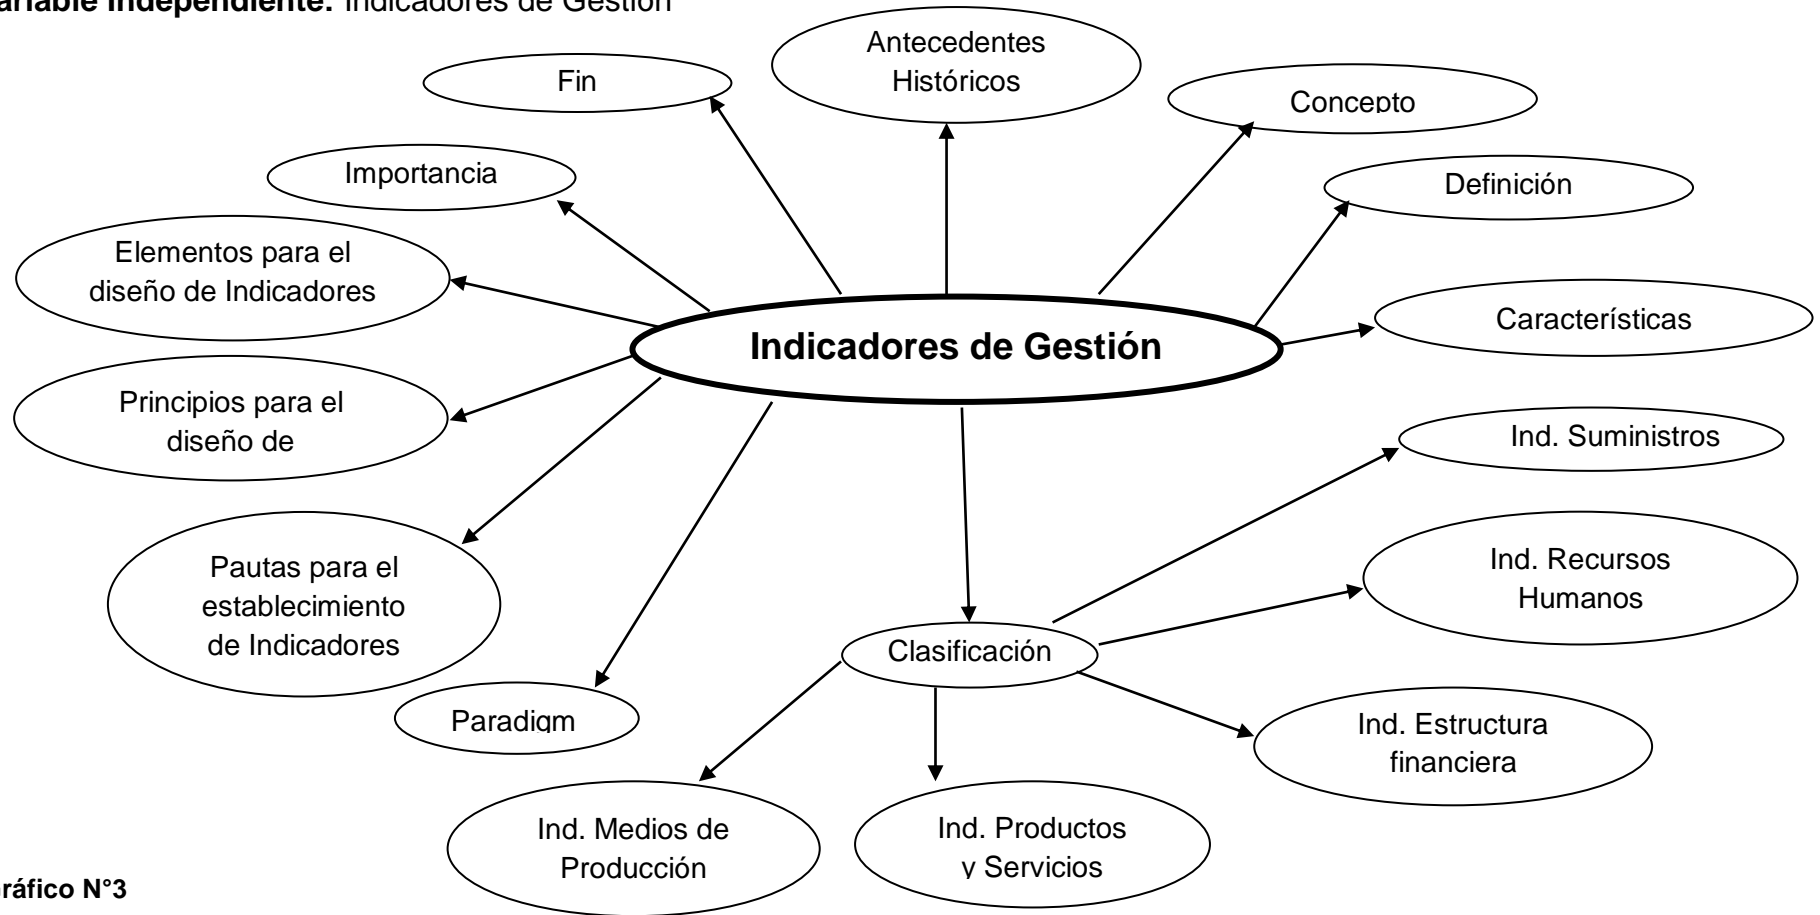 ariable Independiente: Indicadores de Gestión
Antecedentes
Históricos
Fin
Concepto
Importancia
Definición
Elementos para el
diseño de Indicadores
Características
Indicadores de Gestión
Principios para el
diseño de
Ind. Suministros
Pautas para el
establecimiento
de Indicadores
Ind. Recursos
Humanos
Clasificación
Paradigm
Ind. Estructura
financiera
Ind. Medios de
Producción
Ind. Productos
y Servicios
ráfico N°3